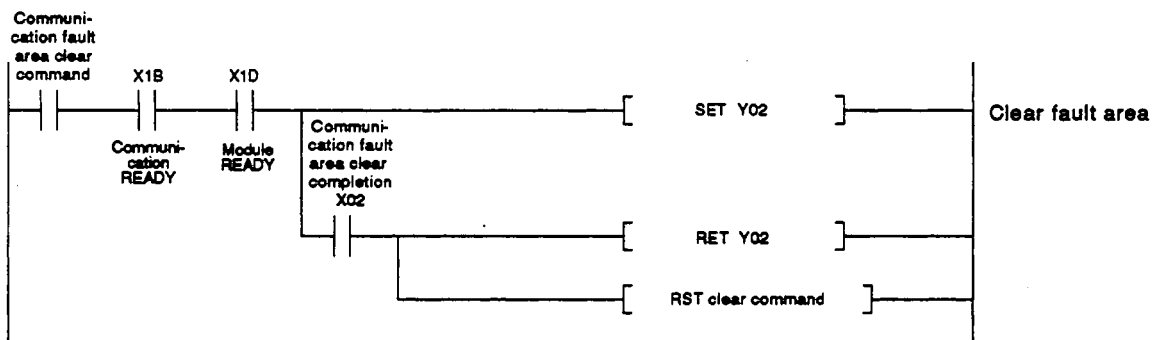 Communi-
cation fault
area clear
command
X1B
X1D
SET Y02
Clear fault area
Communi-
cation
READY
Module
READY
Communi-
cation fault
area clear
completion
X02
RET Y02
RST clear command